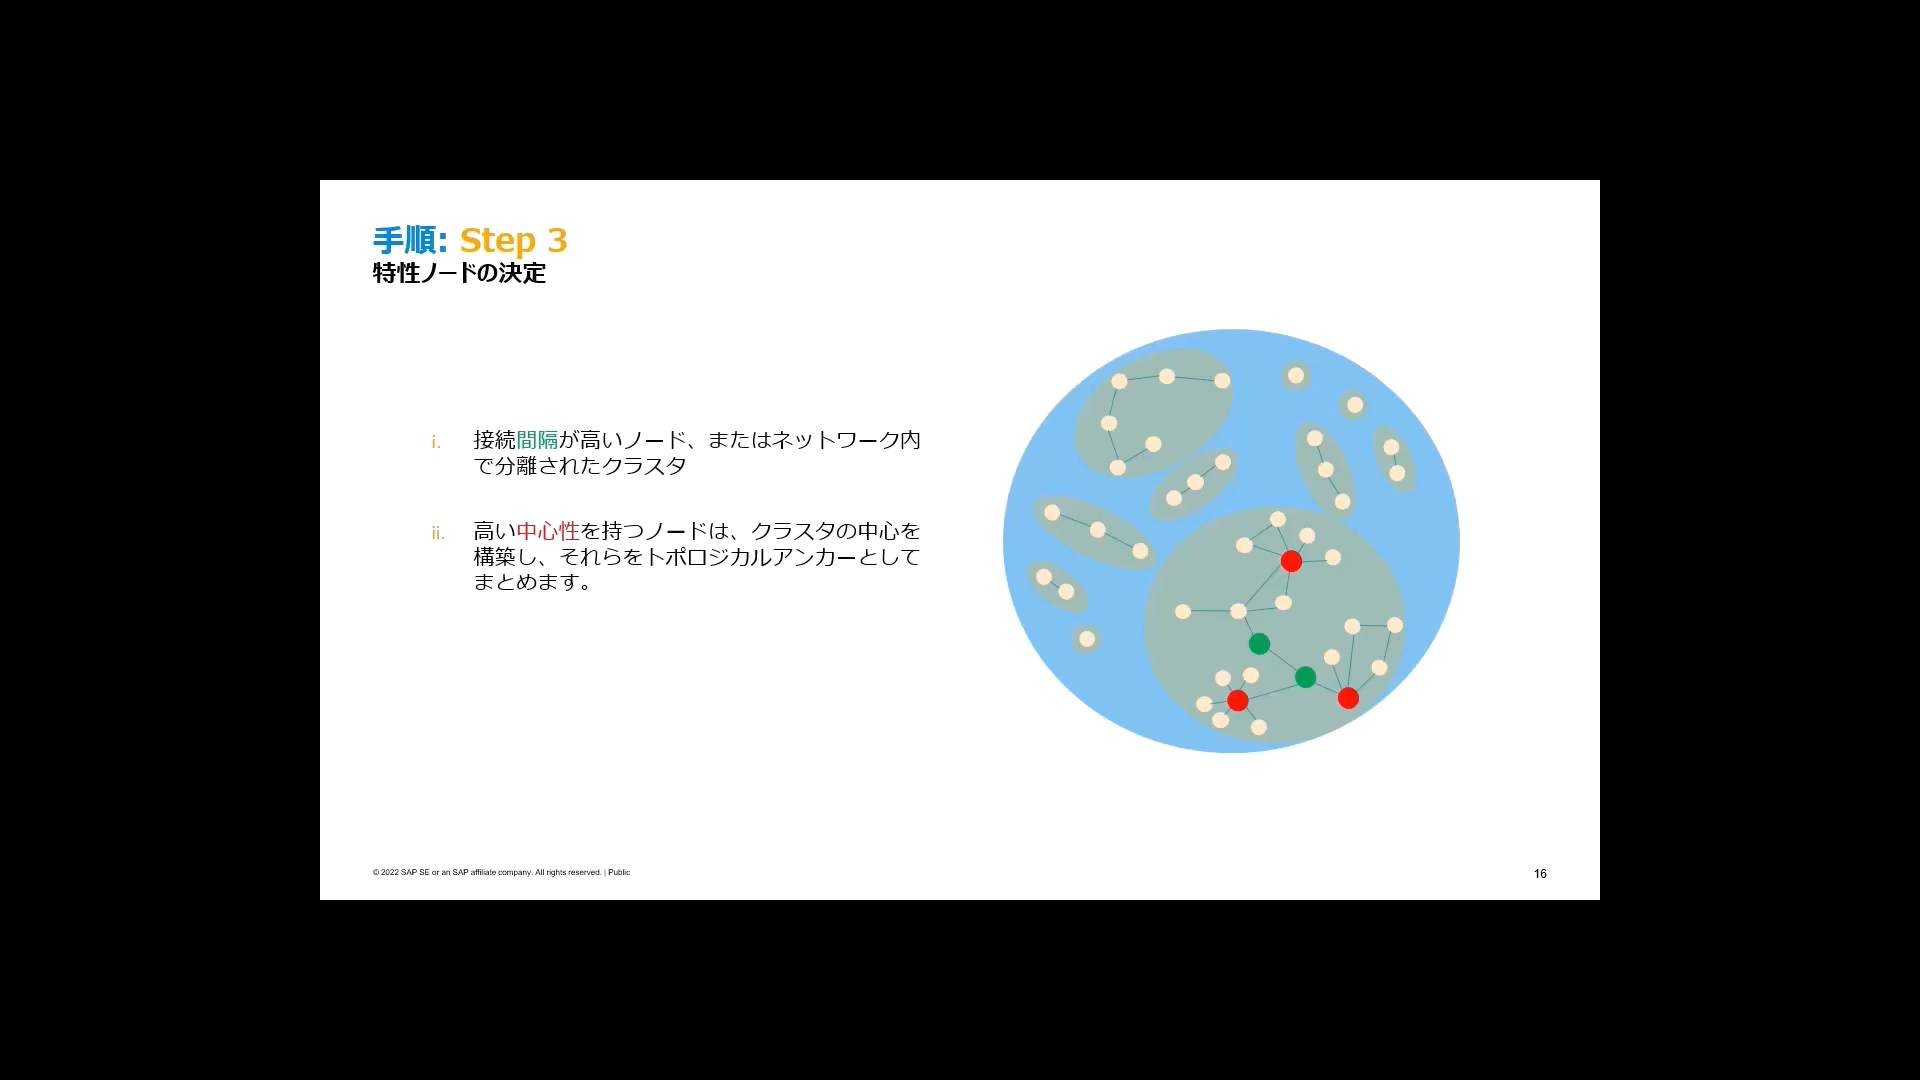 手順: Step 3
特性ノードの決定
i. 接続間隔が高いノード、またはネットワーク内
で分離されたクラスタ
ii. 高い中心性を持つノードは、クラスタの中心を
構築し、それらをトポロジカルアンカーとして
まとめます。
© 2022 SAP SE or an SAP affiliate company. All rights reserved. | Public
16